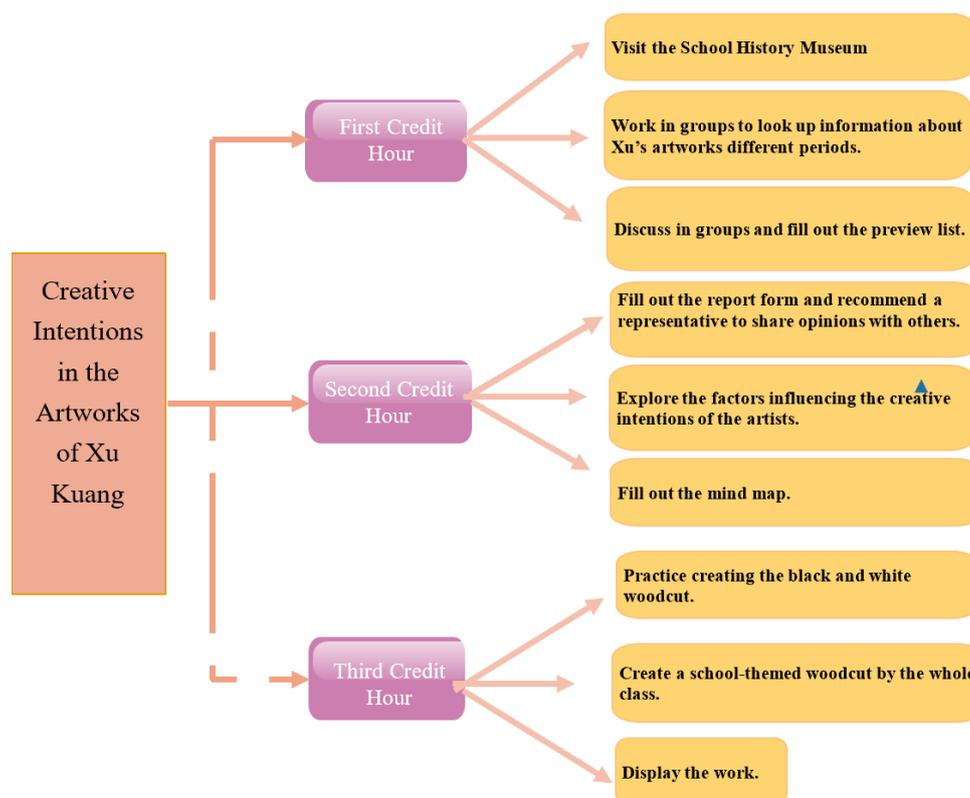 Creative
Intentions
in the
Artworks
of Xu
Kuang
First Credit
Hour
Visit the School History Museum
Work in groups to look up information about
Xu's artworks different periods.
Discuss in groups and fill out the preview list.
Second Credit
Hour
Fill out the report form and recommend a
representative to share opinions with others.
Explore the factors influencing the creative
intentions of the artists.
Fill out the mind map.
Third Credit
Hour
Practice creating the black and white
woodcut.
Create a school-themed woodcut by the whole
class.
Display the work.